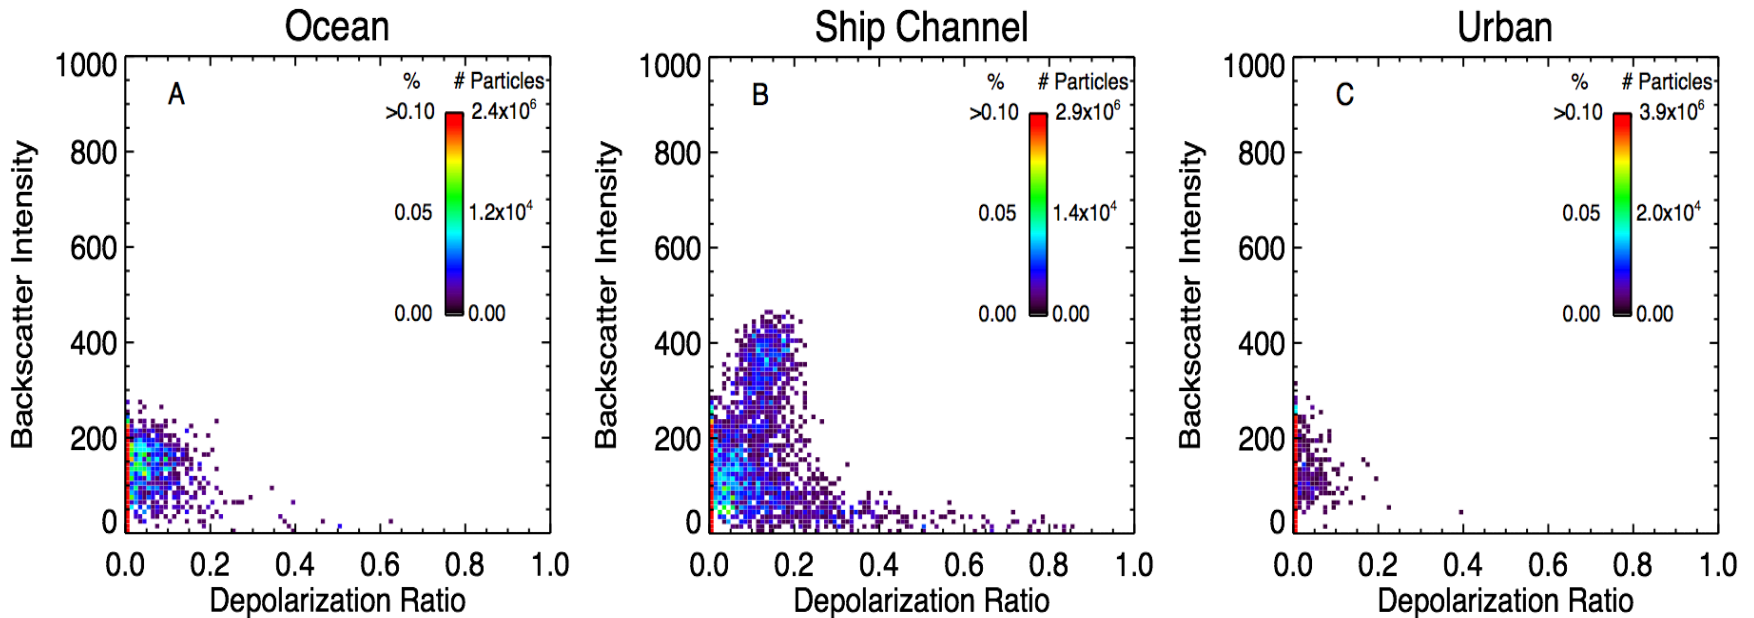 Ocean
A
% # Particles
>0.10 2.4x10⁶
0.05 1.2x10⁴
0.00 0.00
1000
800
600
400
200
0
Backscatter Intensity
0.0 0.2 0.4 0.6 0.8 1.0
Depolarization Ratio
Ship Channel
B
% # Particles
>0.10 2.9x10⁶
0.05 1.4x10⁴
0.00 0.00
1000
800
600
400
200
0
Backscatter Intensity
0.0 0.2 0.4 0.6 0.8 1.0
Depolarization Ratio
Urban
C
% # Particles
>0.10 3.9x10⁶
0.05 2.0x10⁴
0.00 0.00
1000
800
600
400
200
0
Backscatter Intensity
0.0 0.2 0.4 0.6 0.8 1.0
Depolarization Ratio